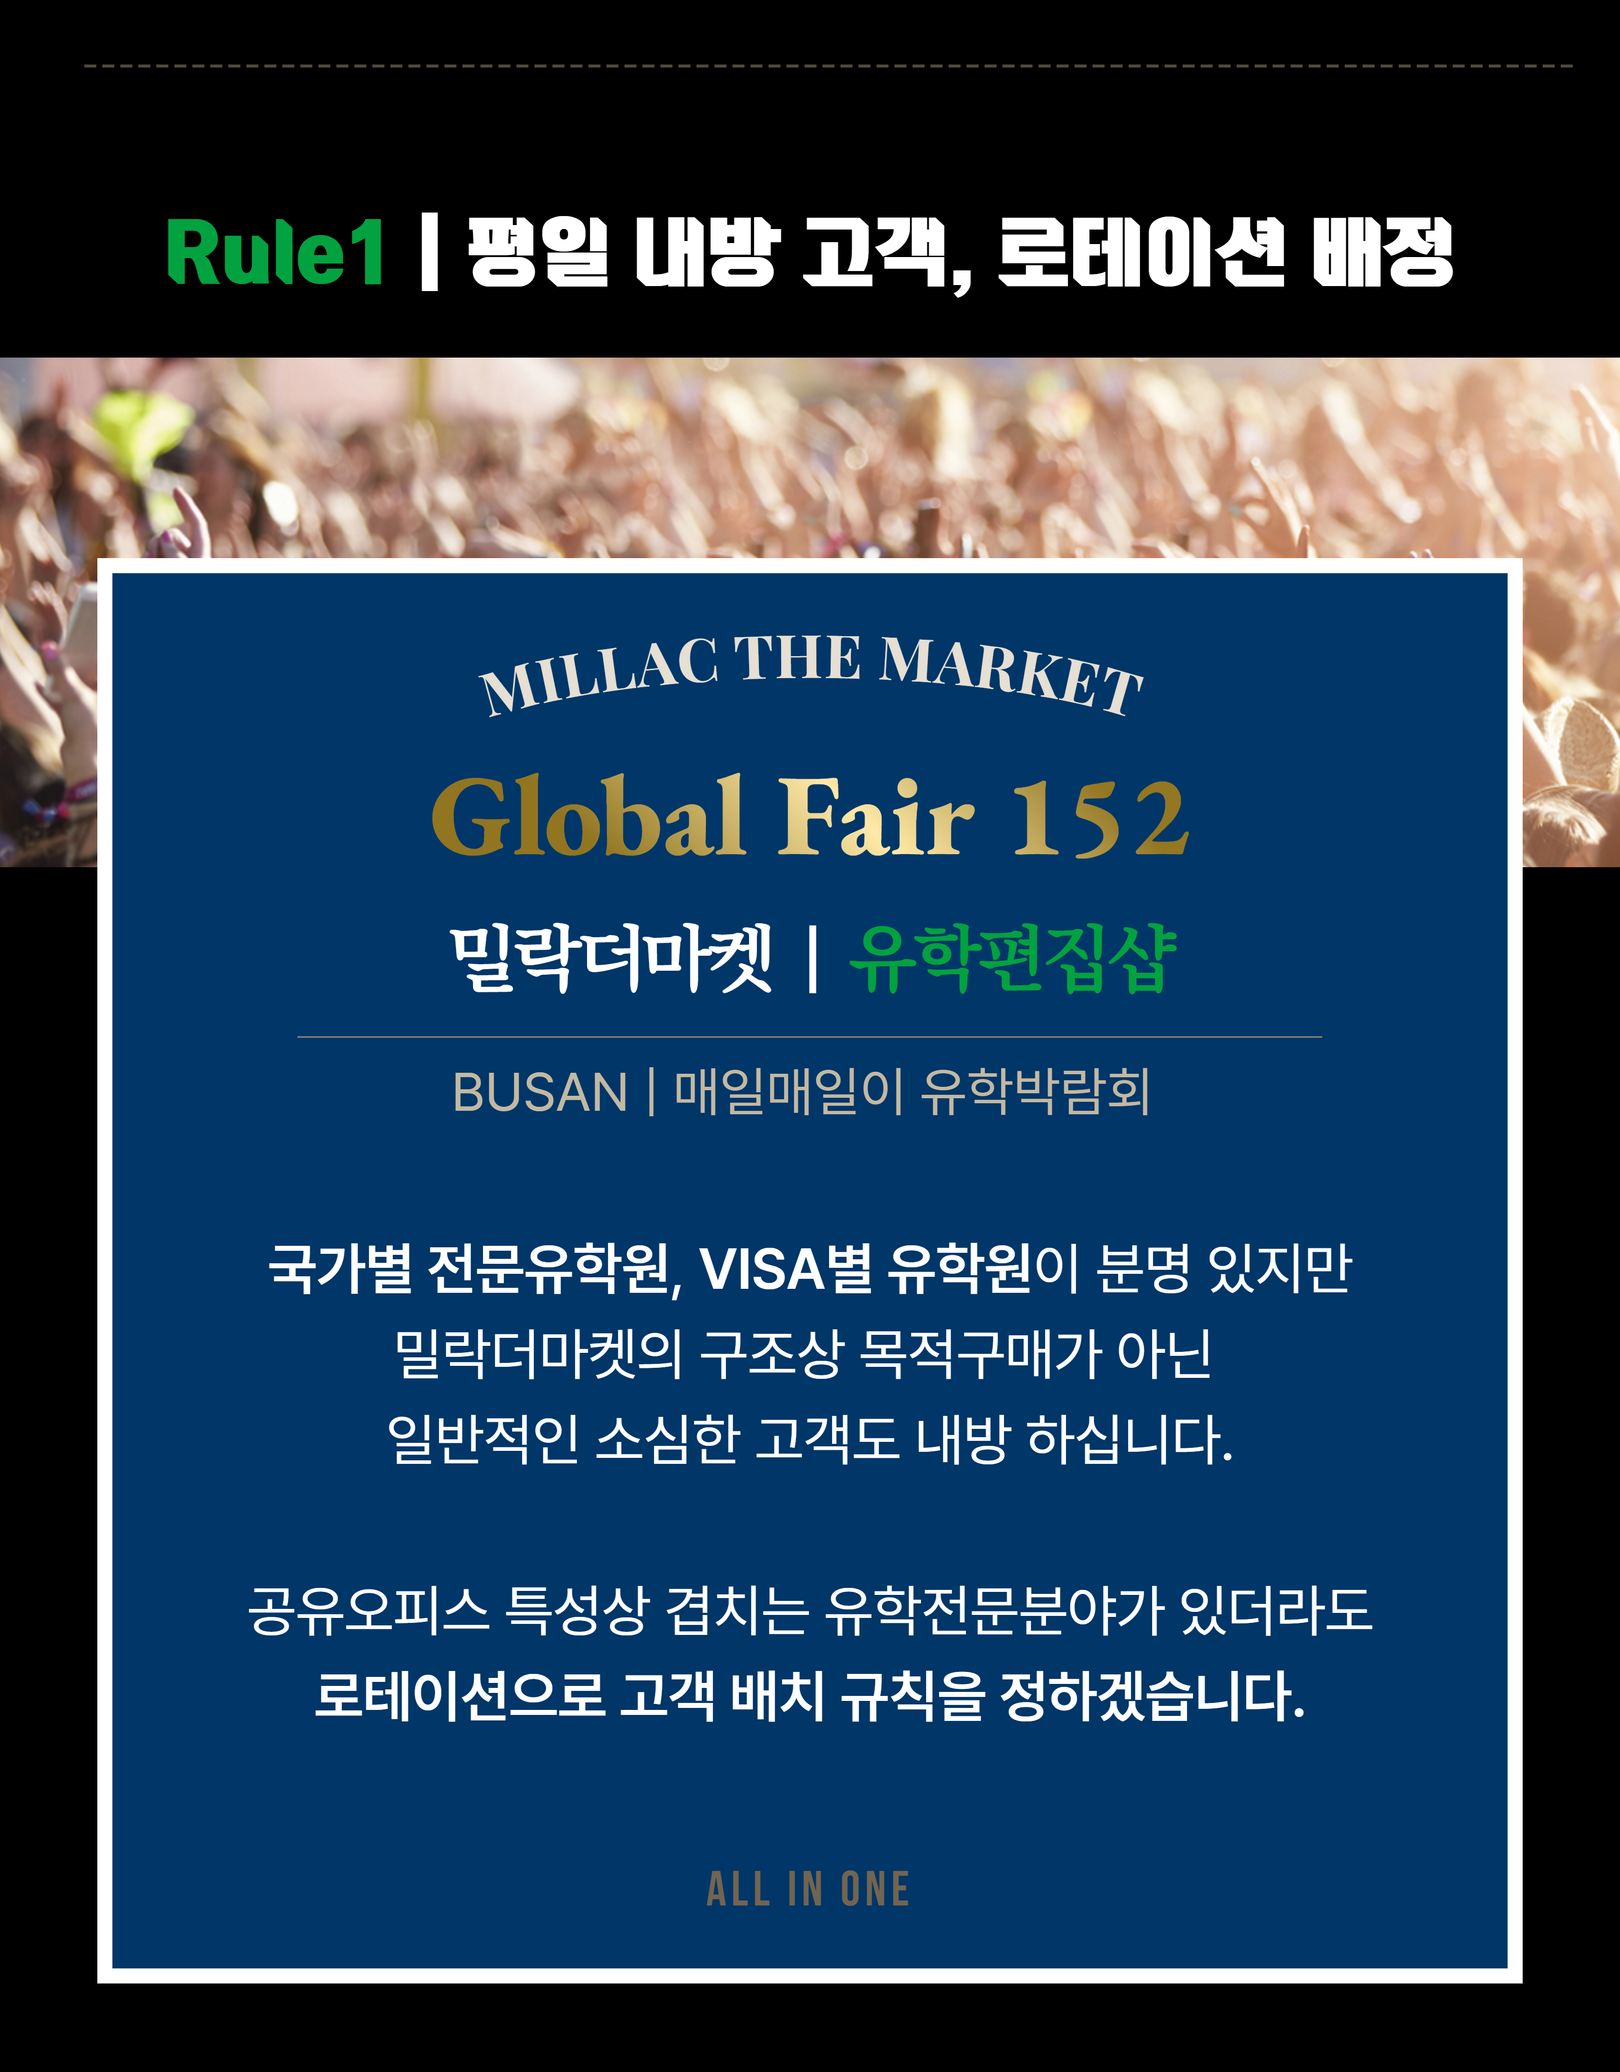 Rule1 | 평일 내방 고객, 로테이션 배정
MILLAC THE MARKET
Global Fair 152
밀락더마켓 | 유학편집샵
BUSAN | 매일매일이 유학박람회
국가별 전문유학원, VISA별 유학원이 분명 있지만
밀락더마켓의 구조상 목적구매가 아닌
일반적인 소심한 고객도 내방 하십니다.
공유오피스 특성상 겹치는 유학전문분야가 있더라도
로테이션으로 고객 배치 규칙을 정하겠습니다.
ALL IN ONE